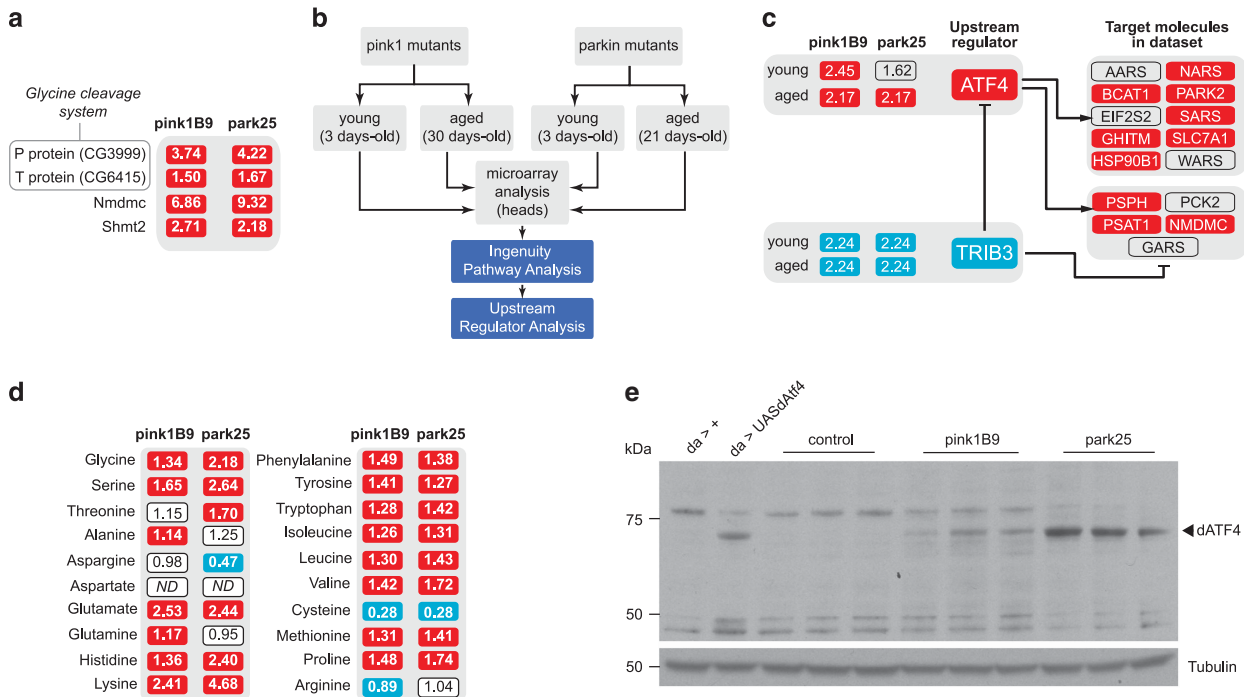 a
Glycine cleavage
system
pink1B9 park25
P protein (CG3999) 3.74 4.22
T protein (CG6415) 1.50 1.67
Nmdmc 6.86 9.32
Shmt2 2.71 2.18
b
pink1 mutants parkin mutants
young aged young aged
(3 days-old) (30 days-old) (3 days-old) (21 days-old)
microarray
analysis
(heads)
Ingenuity
Pathway Analysis
Upstream
Regulator Analysis
c
pink1B9 park25
Upstream
regulator
Target molecules
in dataset
young 2.45 1.62
aged 2.17 2.17
ATF4
AARS NARS
BCAT1 PARK2
EIF2S2 SARS
GHITM SLC7A1
HSP90B1 WARS
PSPH PCK2
PSAT1 NMDMC
GARS
young 2.24 2.24
aged 2.24 2.24
TRIB3
d
pink1B9 park25
Glycine 1.34 2.18
Serine 1.65 2.64
Threonine 1.15 1.70
Alanine 1.14 1.25
Aspargine 0.98 0.47
Aspartate ND ND
Glutamate 2.53 2.44
Glutamine 1.17 0.95
Histidine 1.36 2.40
Lysine 2.41 4.68
pink1B9 park25
Phenylalanine 1.49 1.38
Tyrosine 1.41 1.27
Tryptophan 1.28 1.42
Isoleucine 1.26 1.31
Leucine 1.30 1.43
Valine 1.42 1.72
Cysteine 0.28 0.28
Methionine 1.31 1.41
Proline 1.48 1.74
Arginine 0.89 1.04
e
kDa
da > +
da > UASdAtf4
control pink1B9 park25
75
dATF4
50
50
Tubulin